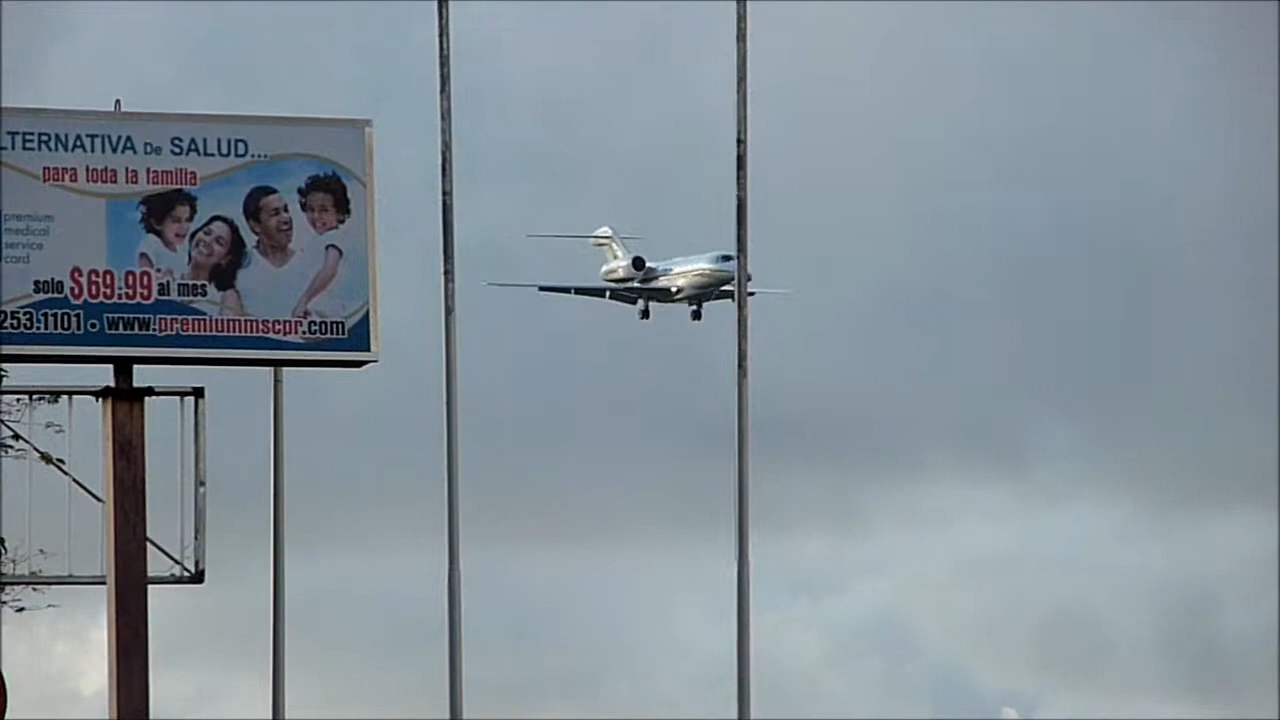 LTERNATIVA De SALUD...
para toda la familia
premium
medical
service
card
solo $69.99 al mes
253.1101 • www.premiummscpr.com